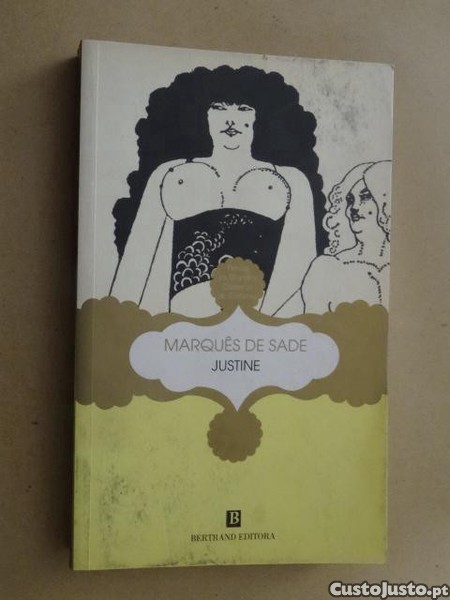 MARQUÊS DE SADE
JUSTINE
B
BERTRAND EDITORA
CustoJusto.pt